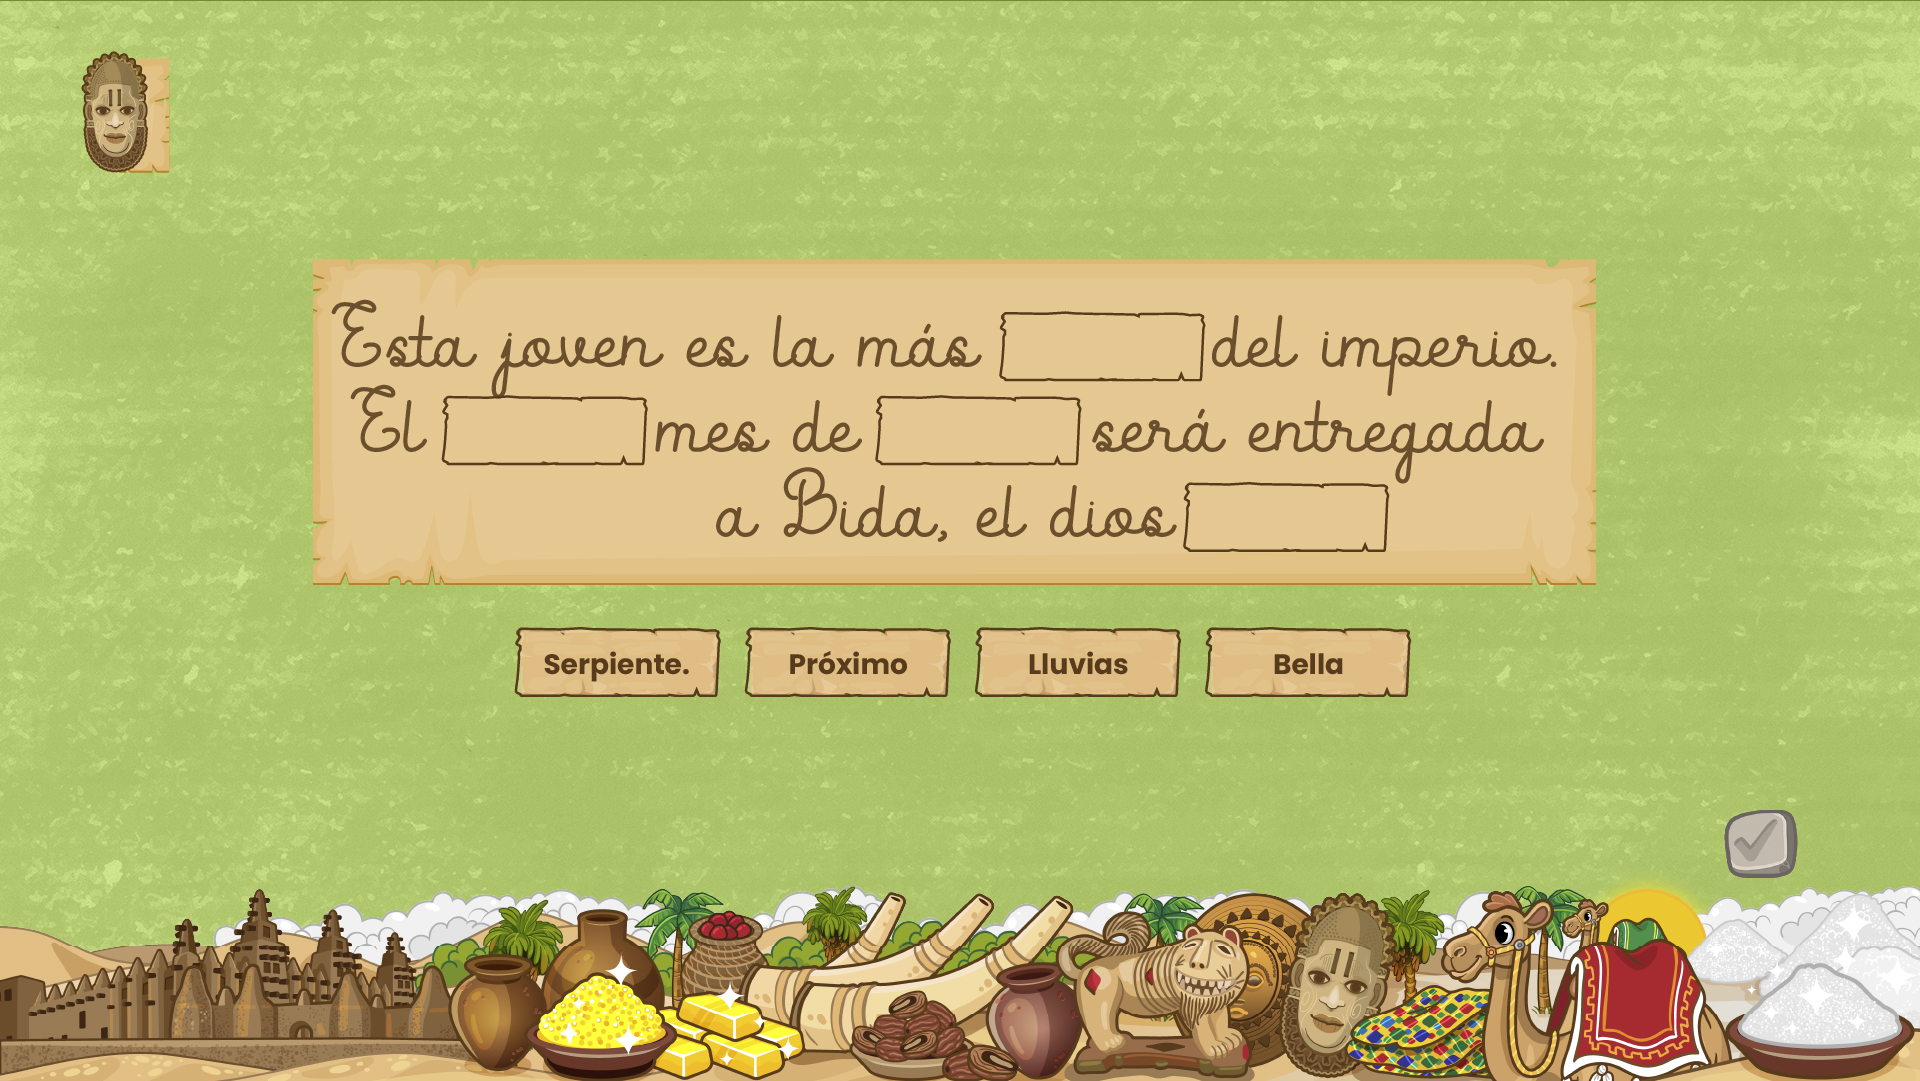 Esta joven es la más del imperio.
El mes de será entregada
a Bida, el dios
Serpiente.
Próximo
Lluvias
Bella